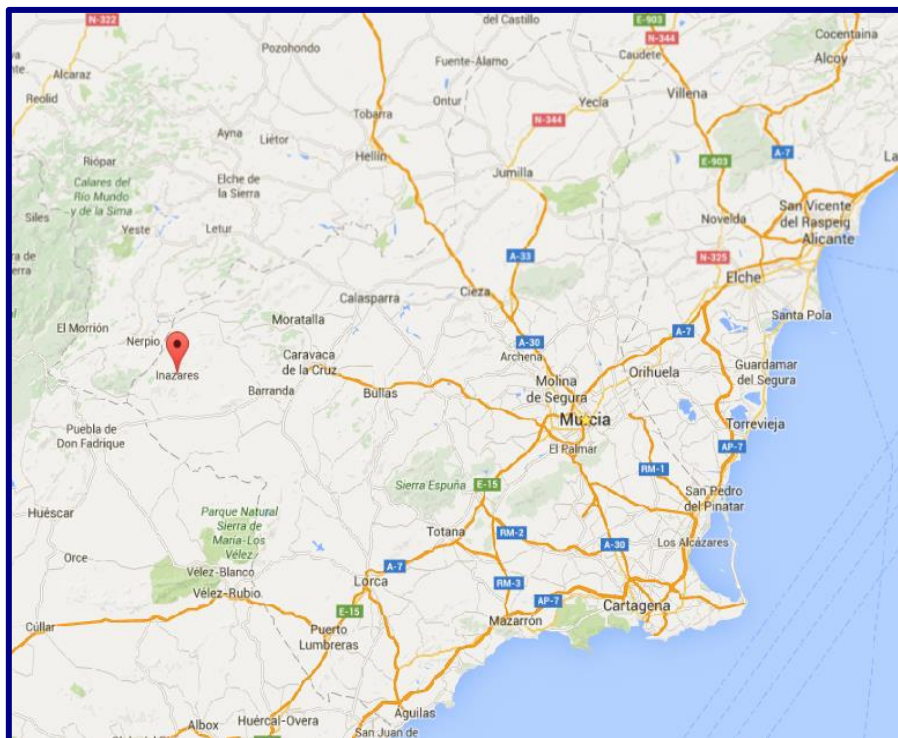 N-322
del Castillo
E-903
N-344
Cocentaina
Pozohondo
Caudete
Alcoy
Fuente-Álamo
Alcaraz
Villena
Reolid
Ontur
Yecla
Tobarra
N-344
Ayna
Liétor
A-7
Hellín
E-903
La
Riópar
Jumilla
Calares del
Río Mundo
y de la Sima
Elche de
la Sierra
San Vicente
del Raspeig
Siles
Novelda
Yeste
Letur
Alicante
A-33
N-325
Elche
Cieza
Calasparra
Santa Pola
Moratalla
El Morrión
Nerpio
A-30
A-7
Archena
Caravaca
de la Cruz
Guardamar
del Segura
Inazares
Orihuela
Molina
de Segura
Barranda
Bullas
Murcia
Torrevieja
Puebla de
Don Fadrique
El Palmar
AP-7
RM-1
Sierra Espuña
E-15
San Pedro
del Pinatar
Huéscar
Parque Natural
Sierra de
Maria-Los
Vélez
Totana
RM-2
Los Alcázares
A-30
Orce
A-7
Vélez-Blanco
Lorca
RM-3
Vélez-Rubio
AP-7
Cartagena
E-15
Mazarrón
Cúllar
Puerto
Lumbreras
Águilas
Albox
Huércal-Overa
San Juan de